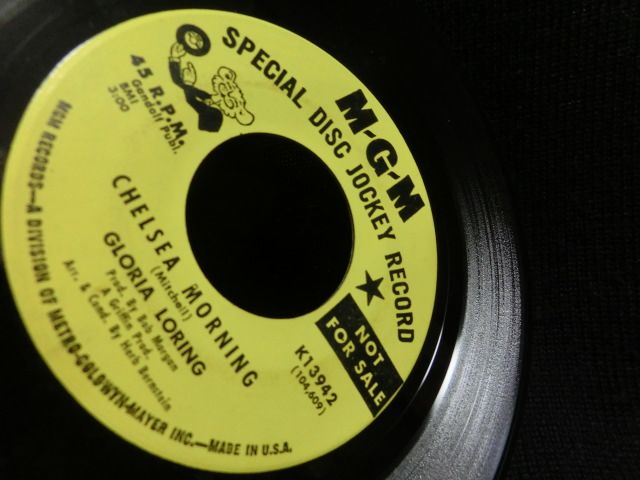 M-G-M
SPECIAL DISC JOCKEY RECORD
45 R.P.M.
Gandalf Publ.
BMI
3:00
NOT
FOR SALE
K13942
(104,609)
CHELSEA MORNING
(Mitchell)
GLORIA LORING
Prod. By Bob Morgan
A Griffin Prod.
Arr. & Cond. By Herb Bernstein
MGM RECORDS—A DIVISION OF METRO-GOLDWYN-MAYER INC.—MADE IN U.S.A.